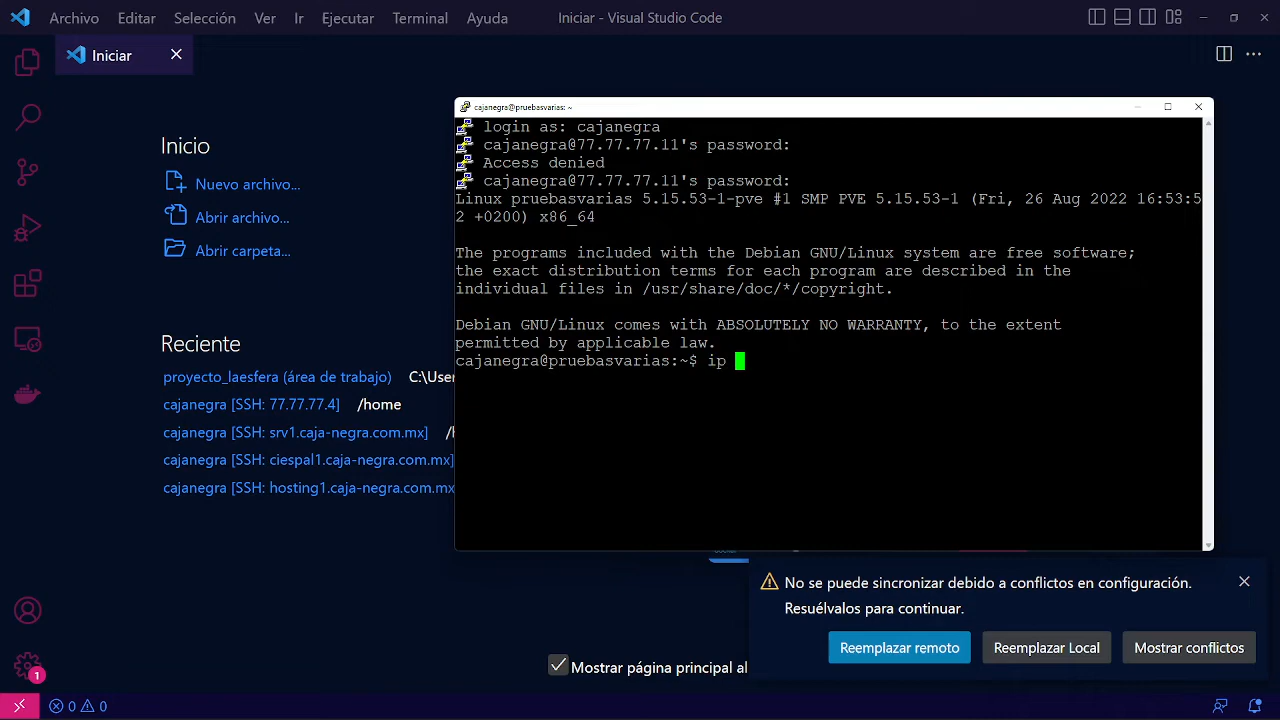 Archivo Editar Selección Ver Ir Ejecutar Terminal Ayuda Iniciar - Visual Studio Code
Iniciar
Inicio
Nuevo archivo...
Abrir archivo...
Abrir carpeta...
Reciente
proyecto_laesfera (área de trabajo) C:\User
cajanegra [SSH: 77.77.77.4] /home
cajanegra [SSH: srv1.caja-negra.com.mx]
cajanegra [SSH: ciespal1.caja-negra.com.mx]
cajanegra [SSH: hosting1.caja-negra.com.mx
cajanegra@pruebasvarias: ~
login as: cajanegra
cajanegra@77.77.77.11's password:
Access denied
cajanegra@77.77.77.11's password:
Linux pruebasvarias 5.15.53-1-pve #1 SMP PVE 5.15.53-1 (Fri, 26 Aug 2022 16:53:5
2 +0200) x86_64
The programs included with the Debian GNU/Linux system are free software;
the exact distribution terms for each program are described in the
individual files in /usr/share/doc/*/copyright.
Debian GNU/Linux comes with ABSOLUTELY NO WARRANTY, to the extent
permitted by applicable law.
cajanegra@pruebasvarias:~$ ip
No se puede sincronizar debido a conflictos en configuración.
Resuélvalos para continuar.
Reemplazar remoto Reemplazar Local Mostrar conflictos
Mostrar página principal al
1
0 0